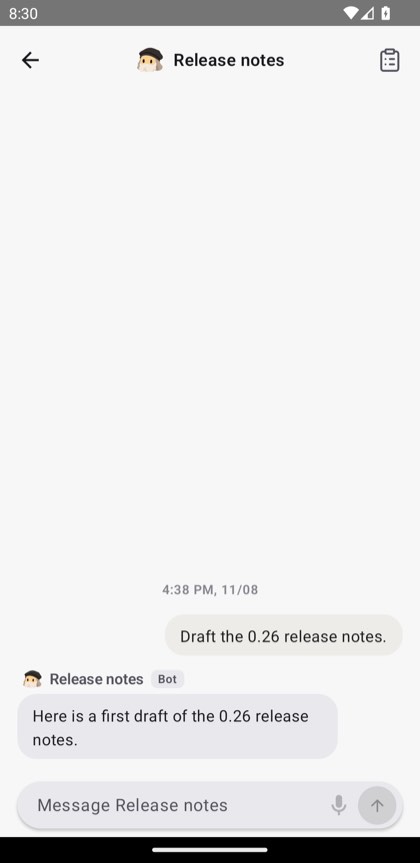 8:30
Release notes
4:38 PM, 11/08
Draft the 0.26 release notes.
Release notes Bot
Here is a first draft of the 0.26 release
notes.
Message Release notes